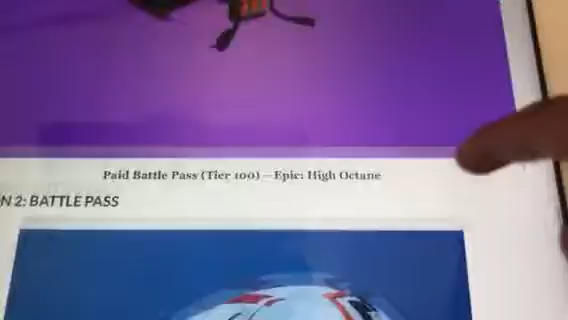 Paid Battle Pass (Tier 100) – Epic: High Octane
N 2: BATTLE PASS